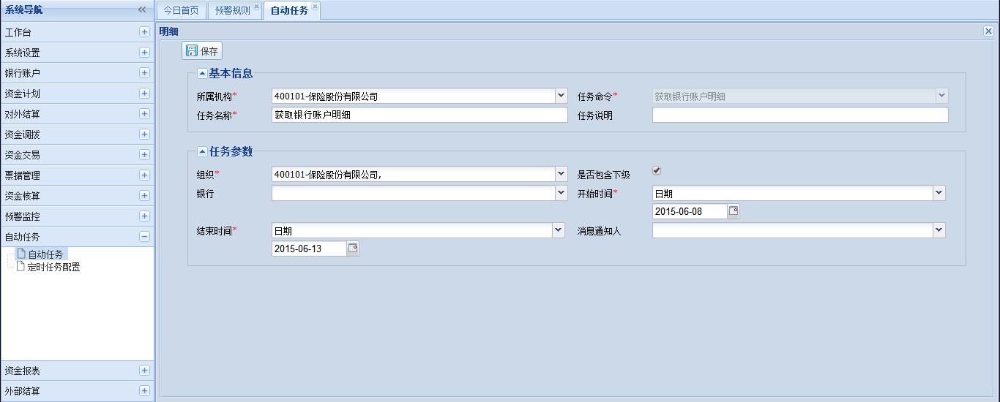 系统导航
今日首页 预警规则 自动任务
工作台
系统设置
银行账户
资金计划
对外结算
资金调拨
资金交易
票据管理
资金核算
预警监控
自动任务
自动任务
定时任务配置
资金报表
外部结算
明细
保存
基本信息
所属机构* 400101-保险股份有限公司 任务命令* 获取银行账户明细
任务名称* 获取银行账户明细 任务说明
任务参数
组织* 400101-保险股份有限公司, 是否包含下级
银行 开始时间* 日期
2015-06-08
结束时间* 日期 消息通知人
2015-06-13